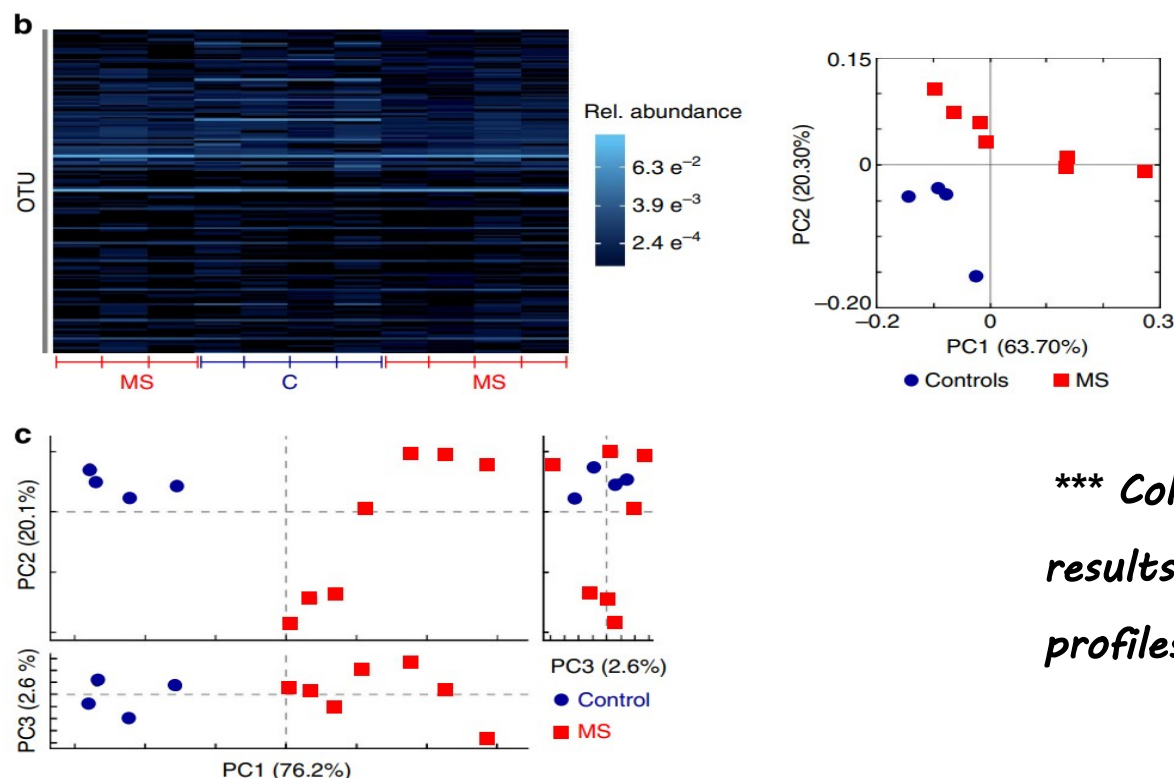 b
OTU
Rel. abundance
6.3 e−2
3.9 e−3
2.4 e−4
MS
C
MS
0.15
0
−0.20
PC2 (20.30%)
−0.2
0
0.3
PC1 (63.70%)
Controls
MS
c
PC2 (20.1%)
PC3 (2.6 %)
PC1 (76.2%)
PC3 (2.6%)
Control
MS
***
results
profiles